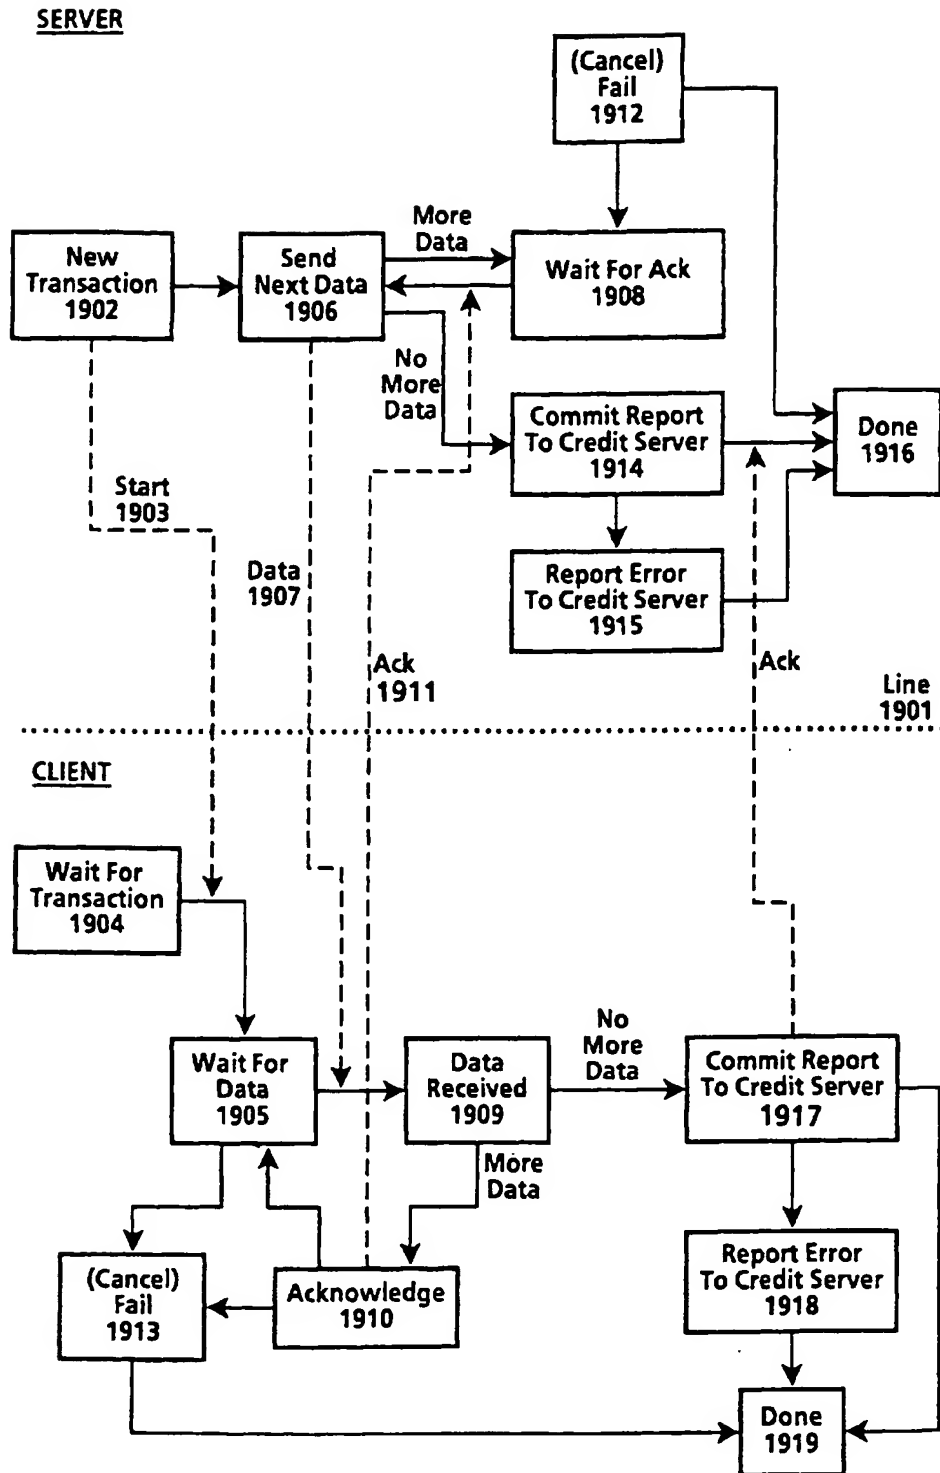 SERVER
(Cancel)
Fail
1912
New
Transaction
1902
Send
Next Data
1906
More
Data
Wait For Ack
1908
No
More
Data
Commit Report
To Credit Server
1914
Done
1916
Start
1903
Data
1907
Report Error
To Credit Server
1915
Ack
1911
Ack
Line
1901
CLIENT
Wait For
Transaction
1904
Wait For
Data
1905
Data
Received
1909
No
More
Data
Commit Report
To Credit Server
1917
More
Data
(Cancel)
Fail
1913
Acknowledge
1910
Report Error
To Credit Server
1918
Done
1919